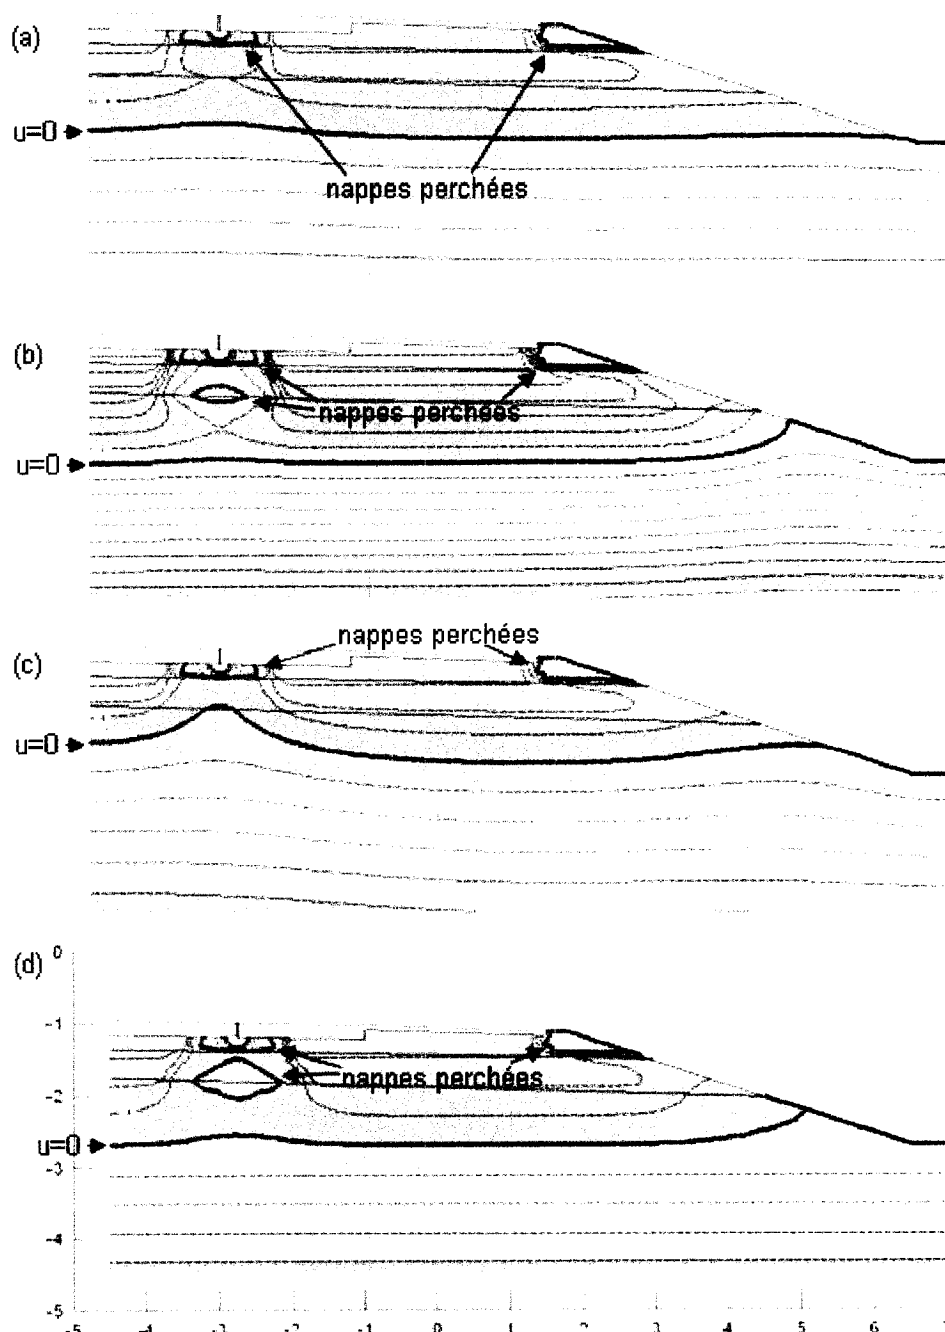 (a)
u=0
nappes perchées
(b)
nappes perchées
u=0
nappes perchées
(c)
u=0
(d)
0
-1
nappes perchées
-2
u=0
-3
-4
-5
-5 -4 -3 -2 -1 0 1 2 3 4 5 6 7